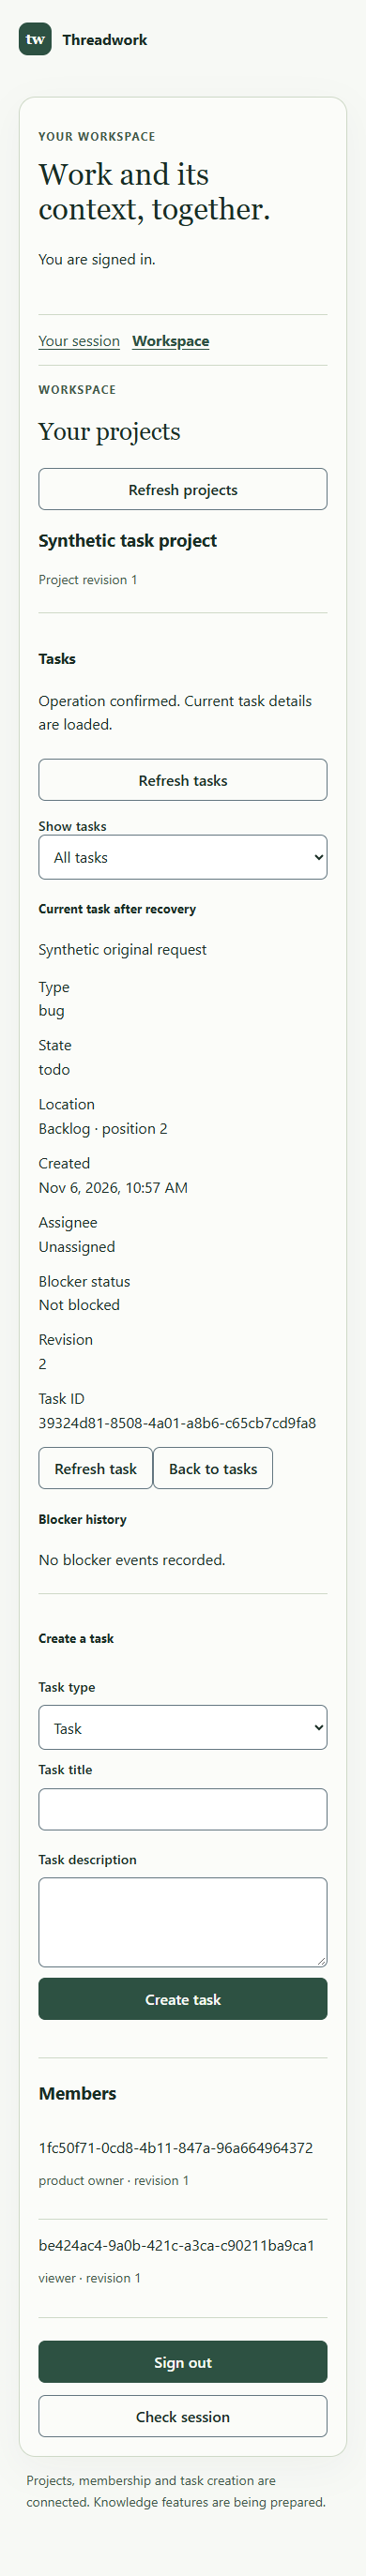 tw Threadwork
YOUR WORKSPACE
Work and its
context, together.
You are signed in.
Your session Workspace
WORKSPACE
Your projects
Refresh projects
Synthetic task project
Project revision 1
Tasks
Operation confirmed. Current task details
are loaded.
Refresh tasks
Show tasks
All tasks
Current task after recovery
Synthetic original request
Type
bug
State
todo
Location
Backlog · position 2
Created
Nov 6, 2026, 10:57 AM
Assignee
Unassigned
Blocker status
Not blocked
Revision
2
Task ID
39324d81-8508-4a01-a8b6-c65cb7cd9fa8
Refresh task Back to tasks
Blocker history
No blocker events recorded.
Create a task
Task type
Task
Task title
Task description
Create task
Members
1fc50f71-0cd8-4b11-847a-96a664964372
product owner · revision 1
be424ac4-9a0b-421c-a3ca-c90211ba9ca1
viewer · revision 1
Sign out
Check session
Projects, membership and task creation are
connected. Knowledge features are being prepared.